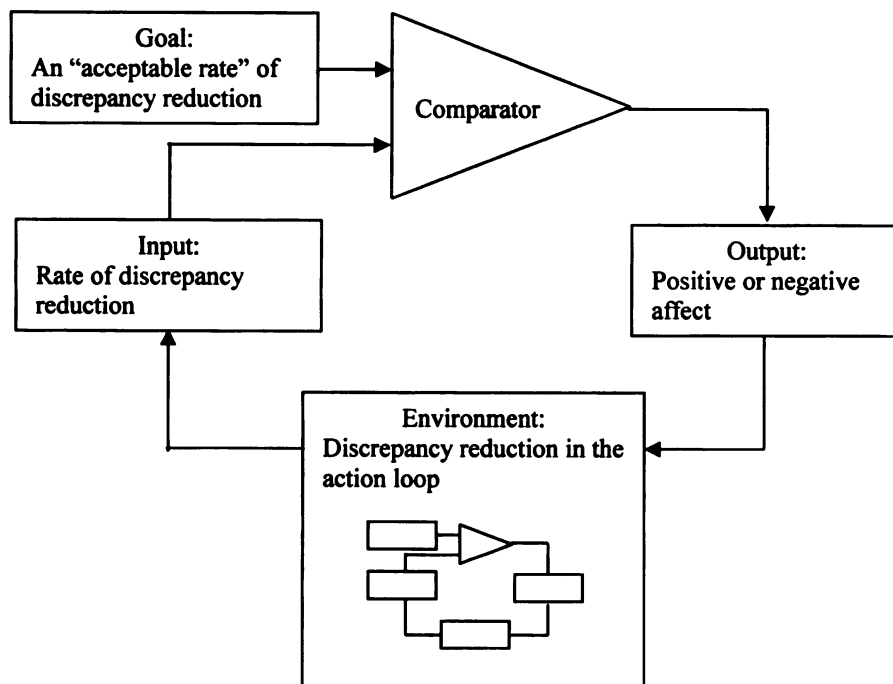 Goal:
An “acceptable rate” of
discrepancy reduction
Comparator
Input:
Rate of discrepancy
reduction
Output:
Positive or negative
affect
Environment:
Discrepancy reduction in the
action loop